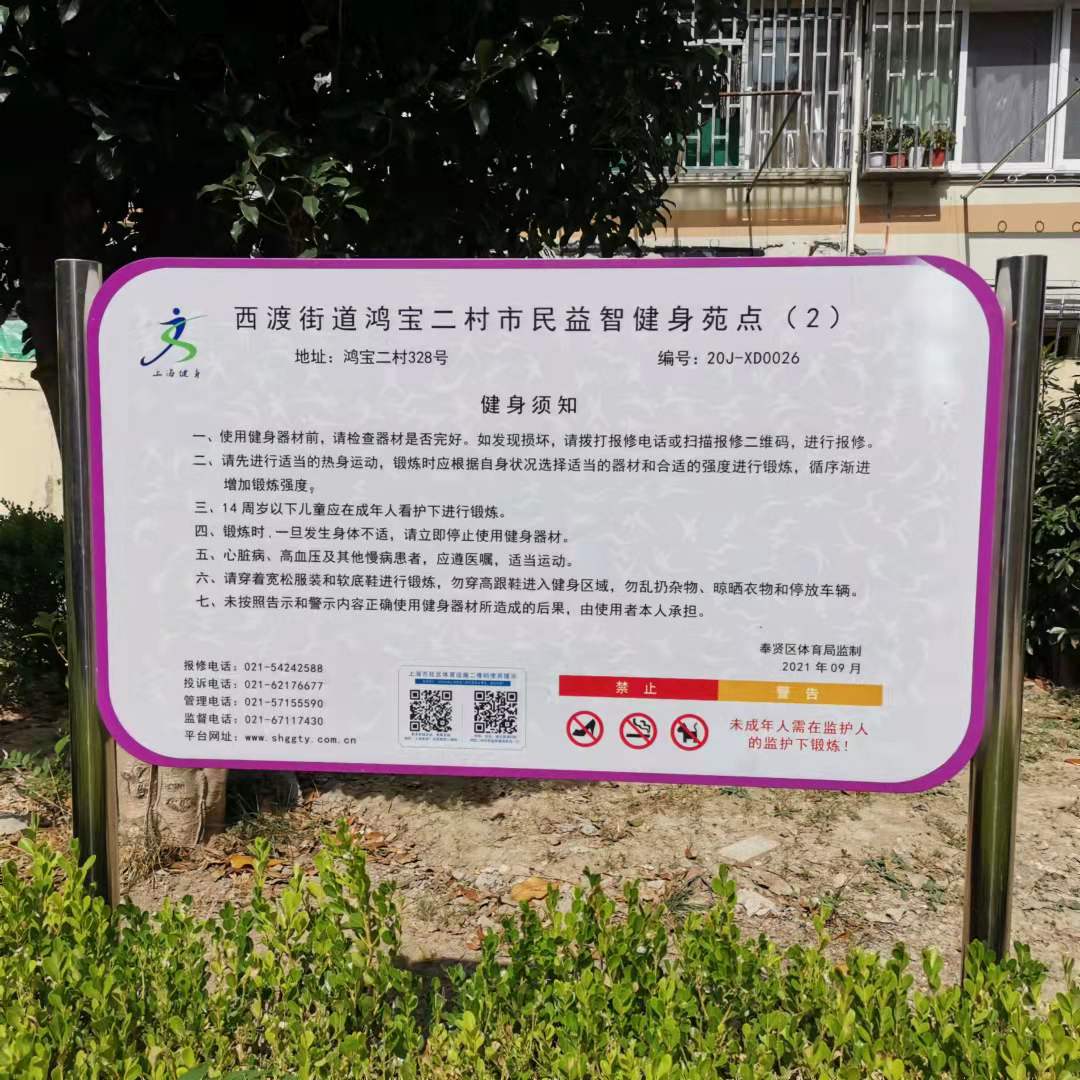 西渡街道鸿宝二村市民益智健身苑点（2）
上海健身
地址：鸿宝二村328号
编号：20J-XD0026
健身须知
一、使用健身器材前，请检查器材是否完好。如发现损坏，请拨打报修电话或扫描报修二维码，进行报修。
二、请先进行适当的热身运动，锻炼时应根据自身状况选择适当的器材和合适的强度进行锻炼，循序渐进
增加锻炼强度。
三、14周岁以下儿童应在成年人看护下进行锻炼。
四、锻炼时，一旦发生身体不适，请立即停止使用健身器材。
五、心脏病、高血压及其他慢病患者，应遵医嘱，适当运动。
六、请穿着宽松服装和软底鞋进行锻炼，勿穿高跟鞋进入健身区域，勿乱扔杂物、晾晒衣物和停放车辆。
七、未按照告示和警示内容正确使用健身器材所造成的后果，由使用者本人承担。
奉贤区体育局监制
2021年09月
报修电话：021-54242588
投诉电话：021-62176677
管理电话：021-57155590
监督电话：021-67117430
平台网址：www.shggty.com.cn
上海市社区体育设施二维码使用提示
禁止
警告
未成年人需在监护人
的监护下锻炼！